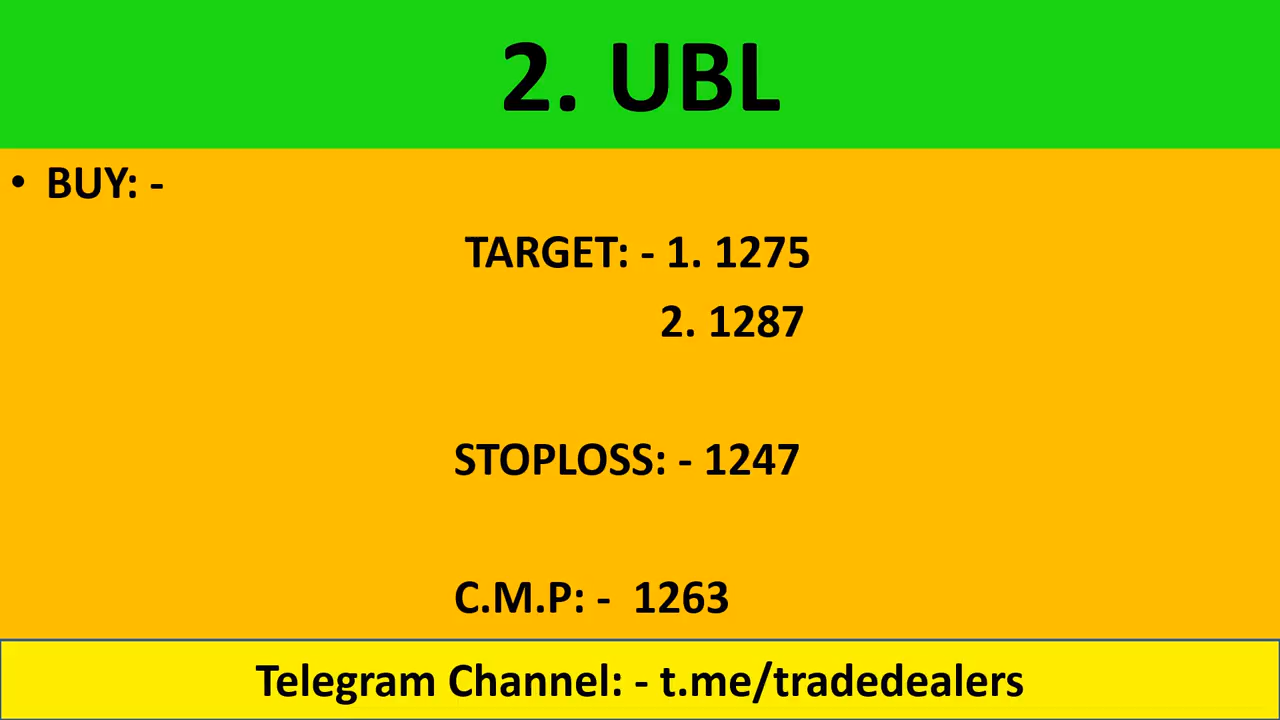 2. UBL
• BUY: -
TARGET: - 1. 1275
2. 1287
STOPLOSS: - 1247
C.M.P: - 1263
Telegram Channel: - t.me/tradedealers